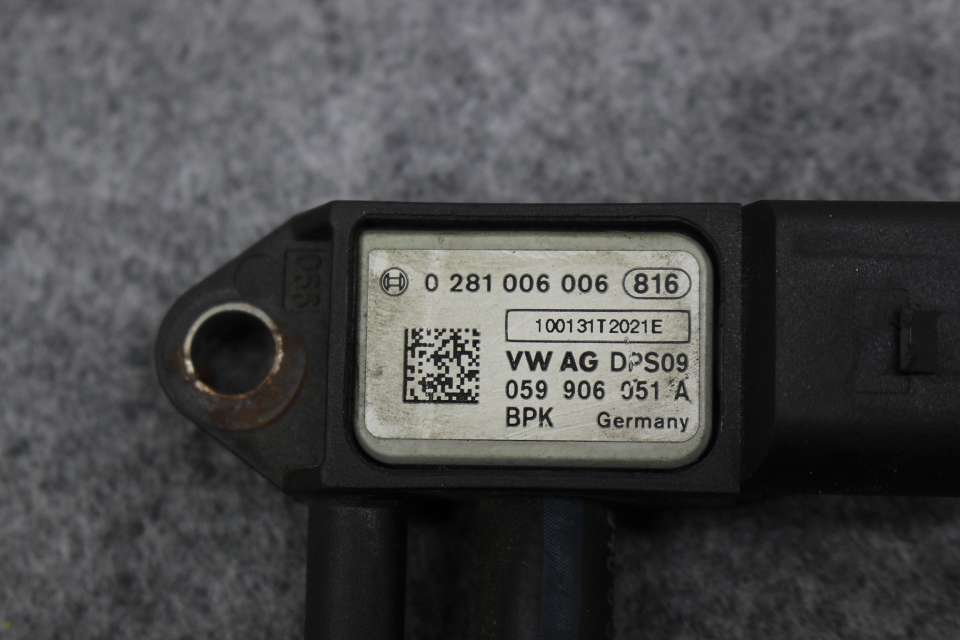 0 281 006 006 816
100131T2021E
VW AG DPS09
059 906 051 A
BPK Germany